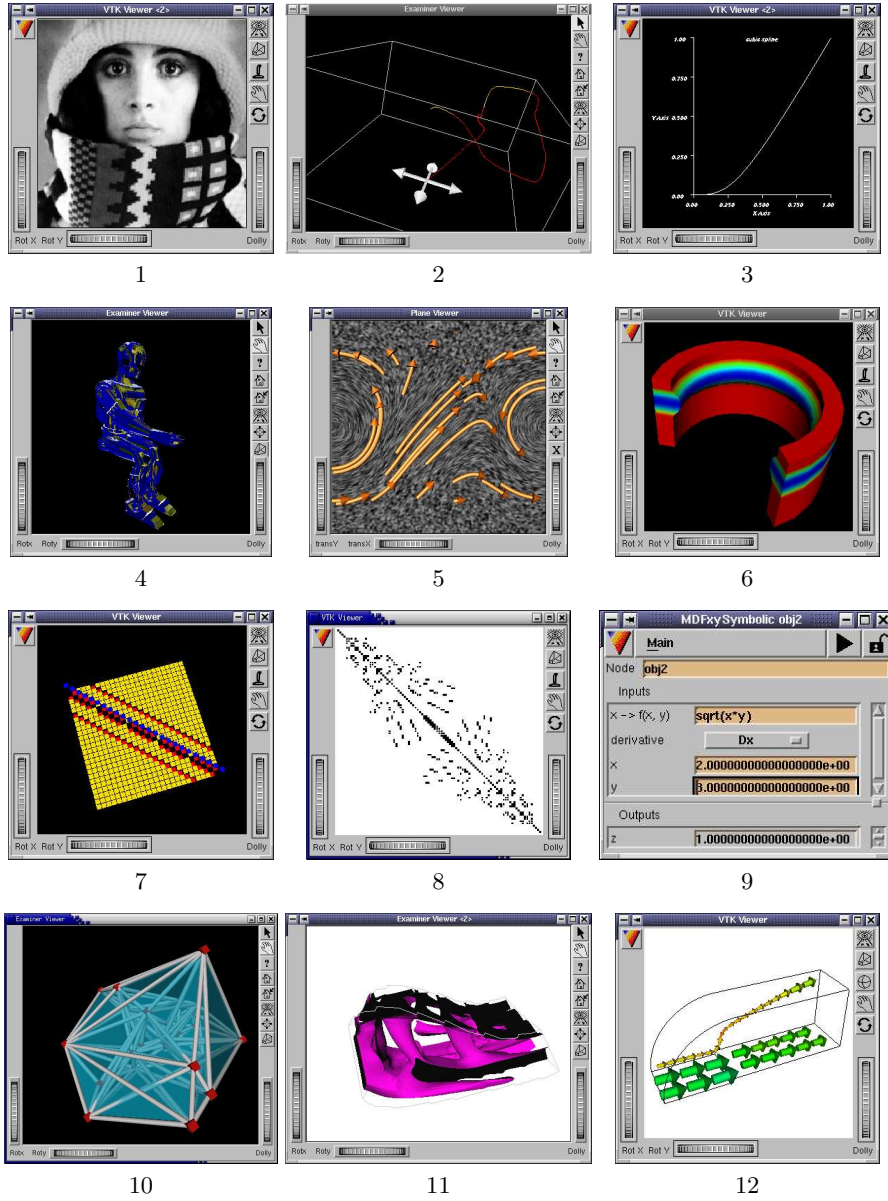 VTK Viewer <2>
Rot X Rot Y Dolly
1
Examiner Viewer
?
Rotx Roty Dolly
2
VTK Viewer <2>
cubic spline
1.00
0.750
Y Axis 0.500
0.250
0.00
0.00 0.250 0.500 0.750 1.00
X Axis
Rot X Rot Y Dolly
3
Examiner Viewer
?
Rotx Roty Dolly
4
Plane Viewer
?
X
transY transX Dolly
5
VTK Viewer
Rot X Rot Y Dolly
6
VTK Viewer
Rot X Rot Y Dolly
7
VTK Viewer
Rot X Rot Y Dolly
8
MDFxySymbolic obj2
Main
Node obj2
Inputs
x -> f(x, y) sqrt(x*y)
derivative Dx
x 2.0000000000000000e+00
y 8.0000000000000000e+00
Outputs
z 1.0000000000000000e+00
9
Examiner Viewer
?
Rotx Roty Dolly
10
Examiner Viewer <2>
?
Rotx Roty Dolly
11
VTK Viewer
Rot X Rot Y Dolly
12